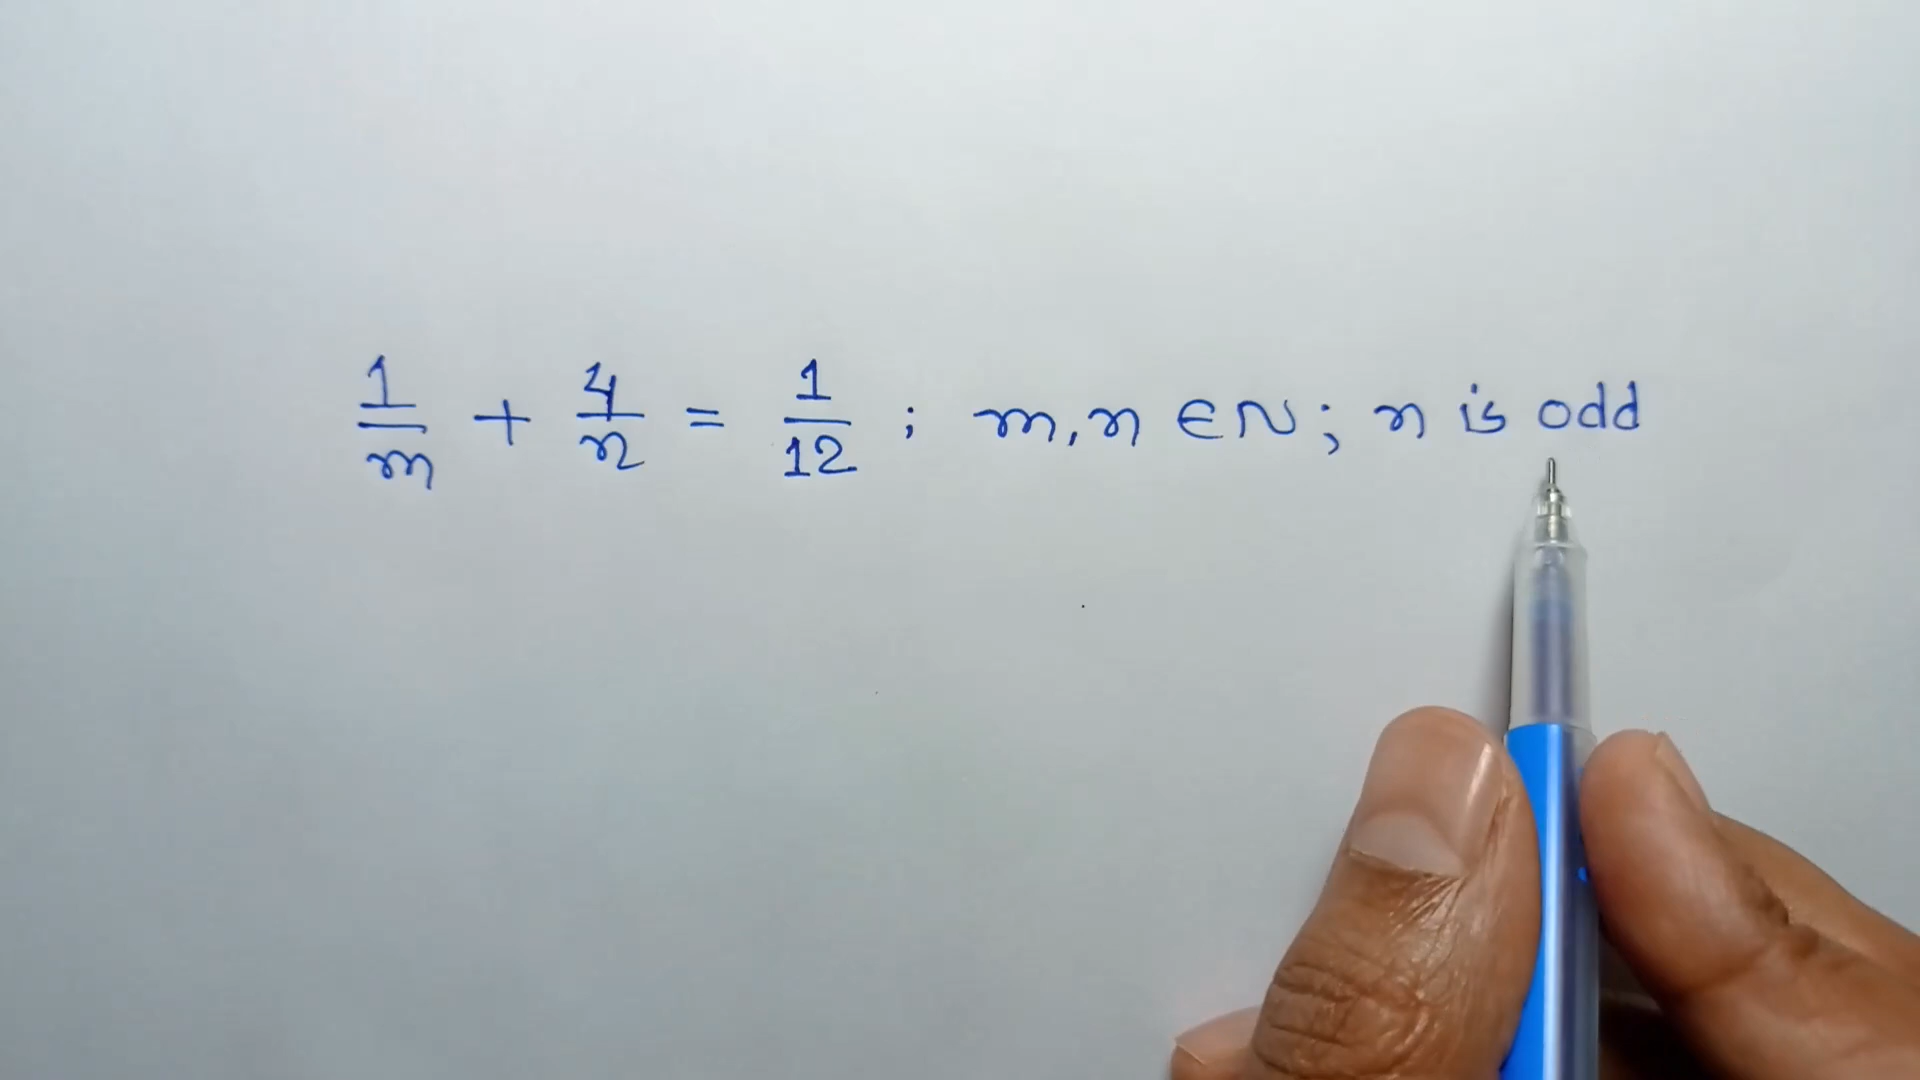 1/m + 4/n = 1/12 ; m, n ∈ N ; n is odd